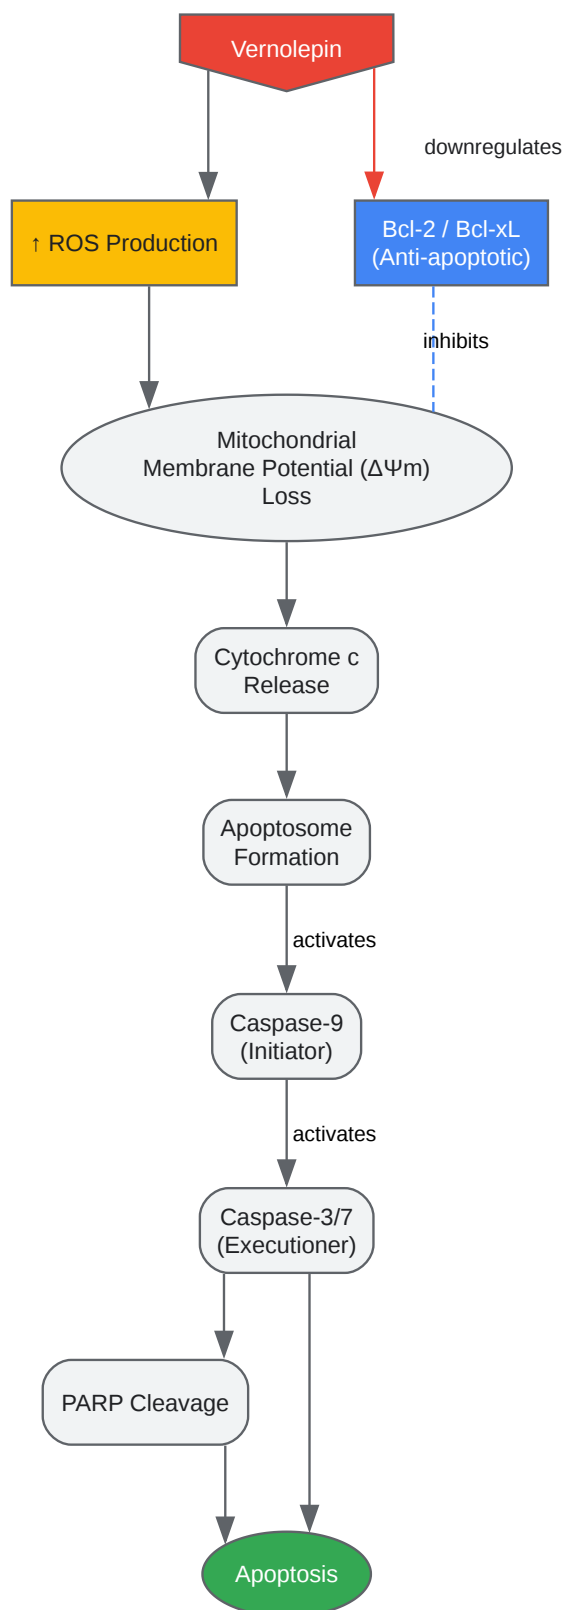 Vernolepin
downregulates
↑ ROS Production
Bcl-2 / Bcl-xL
(Anti-apoptotic)
inhibits
Mitochondrial
Membrane Potential (ΔΨm)
Loss
Cytochrome c
Release
Apoptosome
Formation
activates
Caspase-9
(Initiator)
activates
Caspase-3/7
(Executioner)
PARP Cleavage
Apoptosis